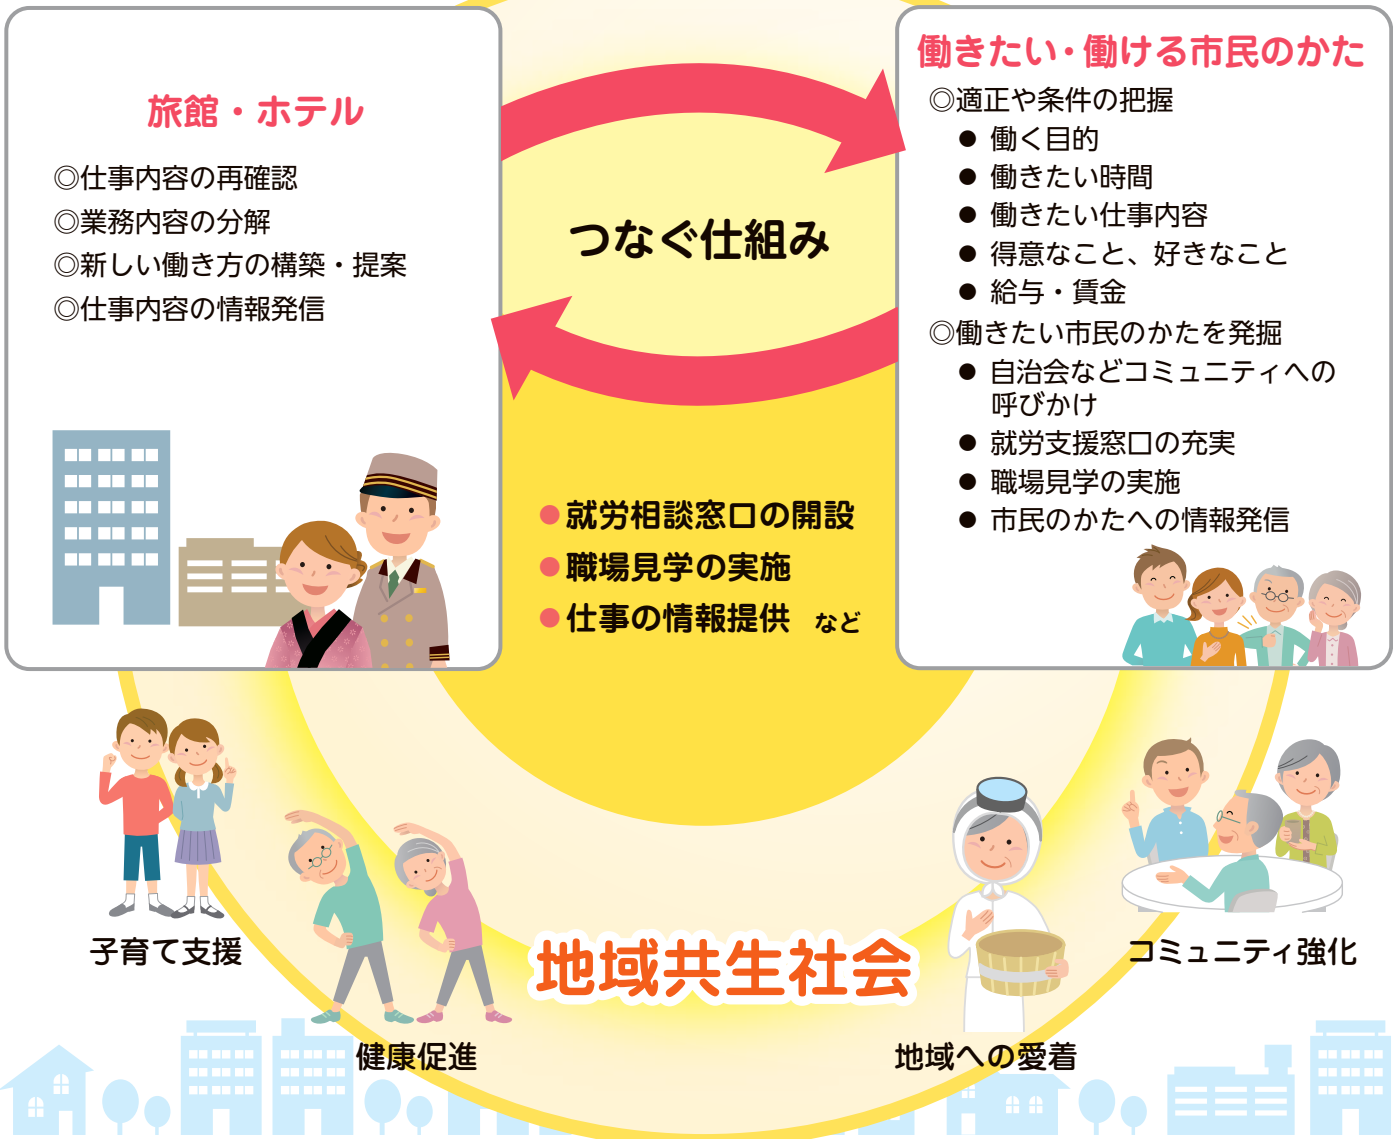 旅館・ホテル
◎仕事内容の再確認
◎業務内容の分解
◎新しい働き方の構築・提案
◎仕事内容の情報発信
つなぐ仕組み
●就労相談窓口の開設
●職場見学の実施
●仕事の情報提供 など
働きたい・働ける市民のかた
◎適正や条件の把握
● 働く目的
● 働きたい時間
● 働きたい仕事内容
● 得意なこと、好きなこと
● 給与・賃金
◎働きたい市民のかたを発掘
● 自治会などコミュニティへの
呼びかけ
● 就労支援窓口の充実
● 職場見学の実施
● 市民のかたへの情報発信
子育て支援
健康促進
地域共生社会
地域への愛着
コミュニティ強化